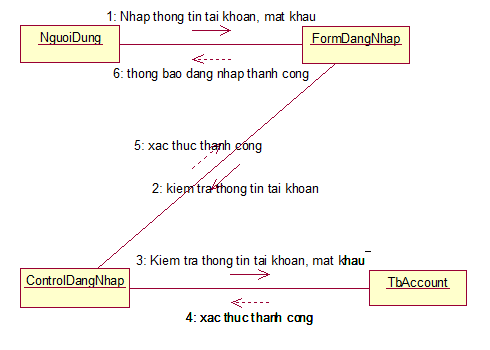 1: Nhap thong tin tai khoan, mat khau
NguoiDung
FormDangNhap
6: thong bao dang nhap thanh cong
5: xac thuc thanh cong
2: kiem tra thong tin tai khoan
3: Kiem tra thong tin tai khoan, mat khau
ControlDangNhap
TbAccount
4: xac thuc thanh cong